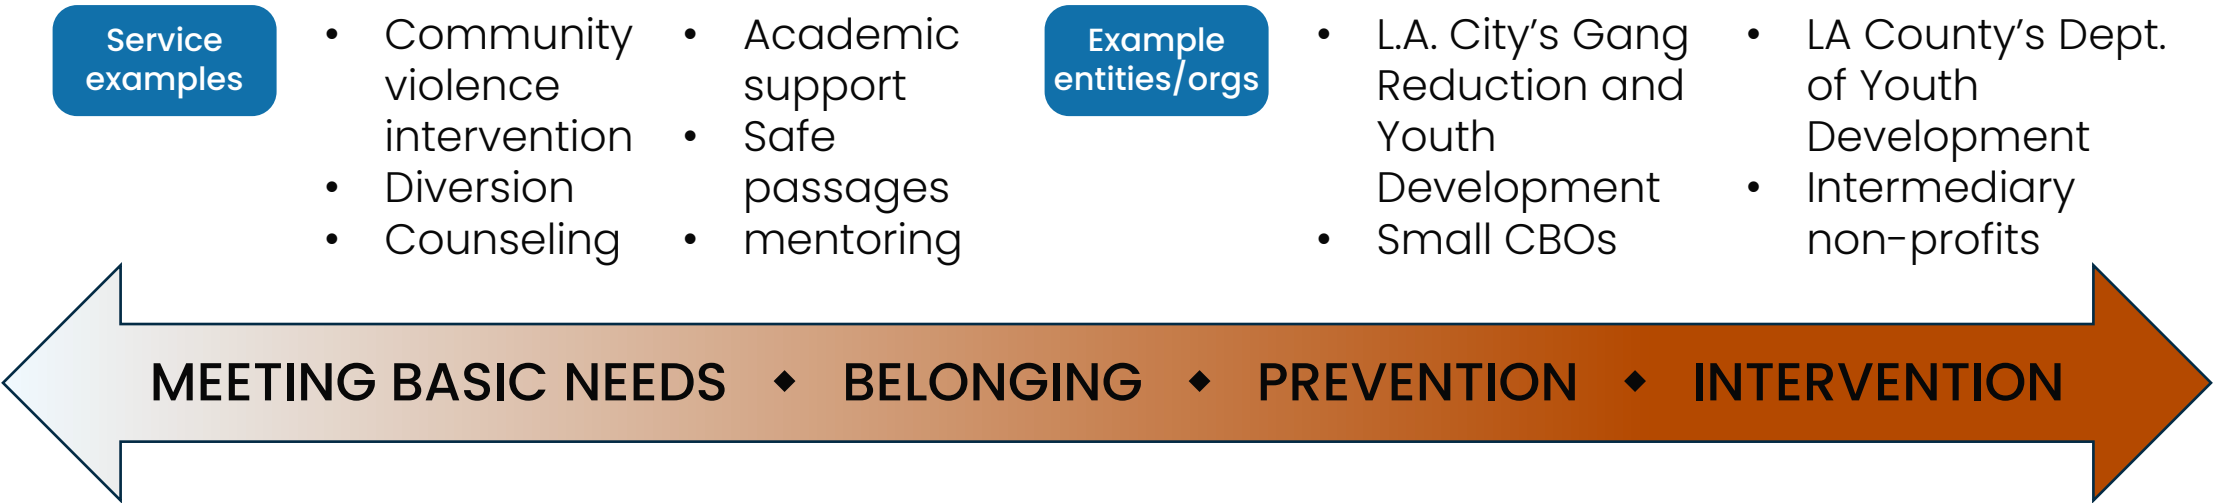 Service
examples
• Community
violence
intervention
• Diversion
• Counseling
• Academic
support
• Safe
passages
• mentoring
Example
entities/orgs
• L.A. City’s Gang
Reduction and
Youth
Development
• Small CBOs
• LA County’s Dept.
of Youth
Development
• Intermediary
non-profits
MEETING BASIC NEEDS ◆ BELONGING ◆ PREVENTION ◆ INTERVENTION